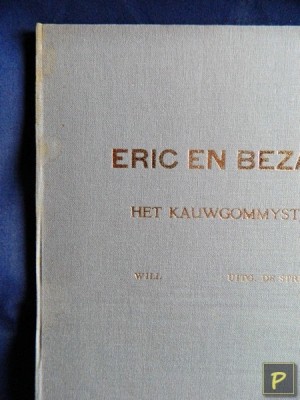 ERIC EN BEZA
HET KAUWGOMMYST
WILL UITG. DE STR
P